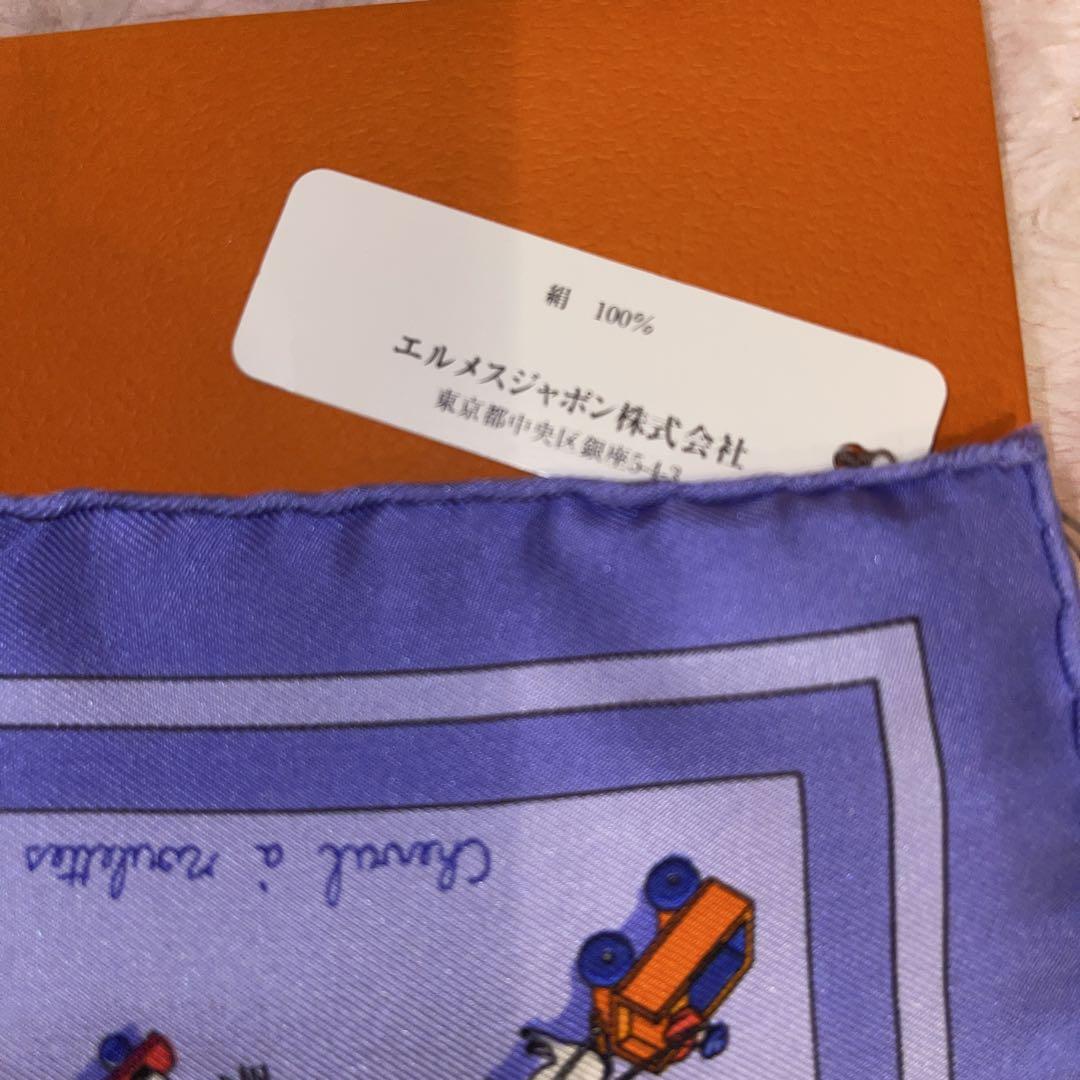 絹 100%
エルメスジャポン株式会社
東京都中央区銀座5-4-3
Cheval à roulettes